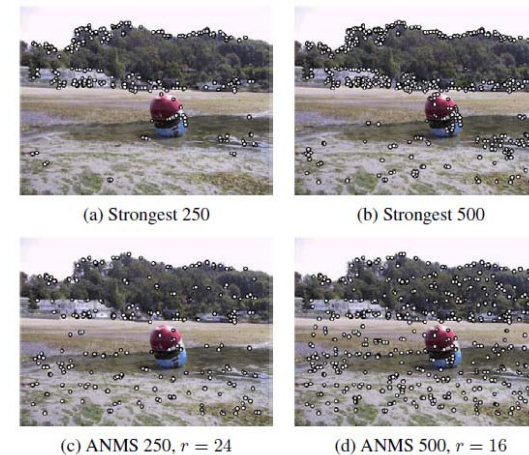 (a) Strongest 250
(b) Strongest 500
(c) ANMS 250, r = 24
(d) ANMS 500, r = 16